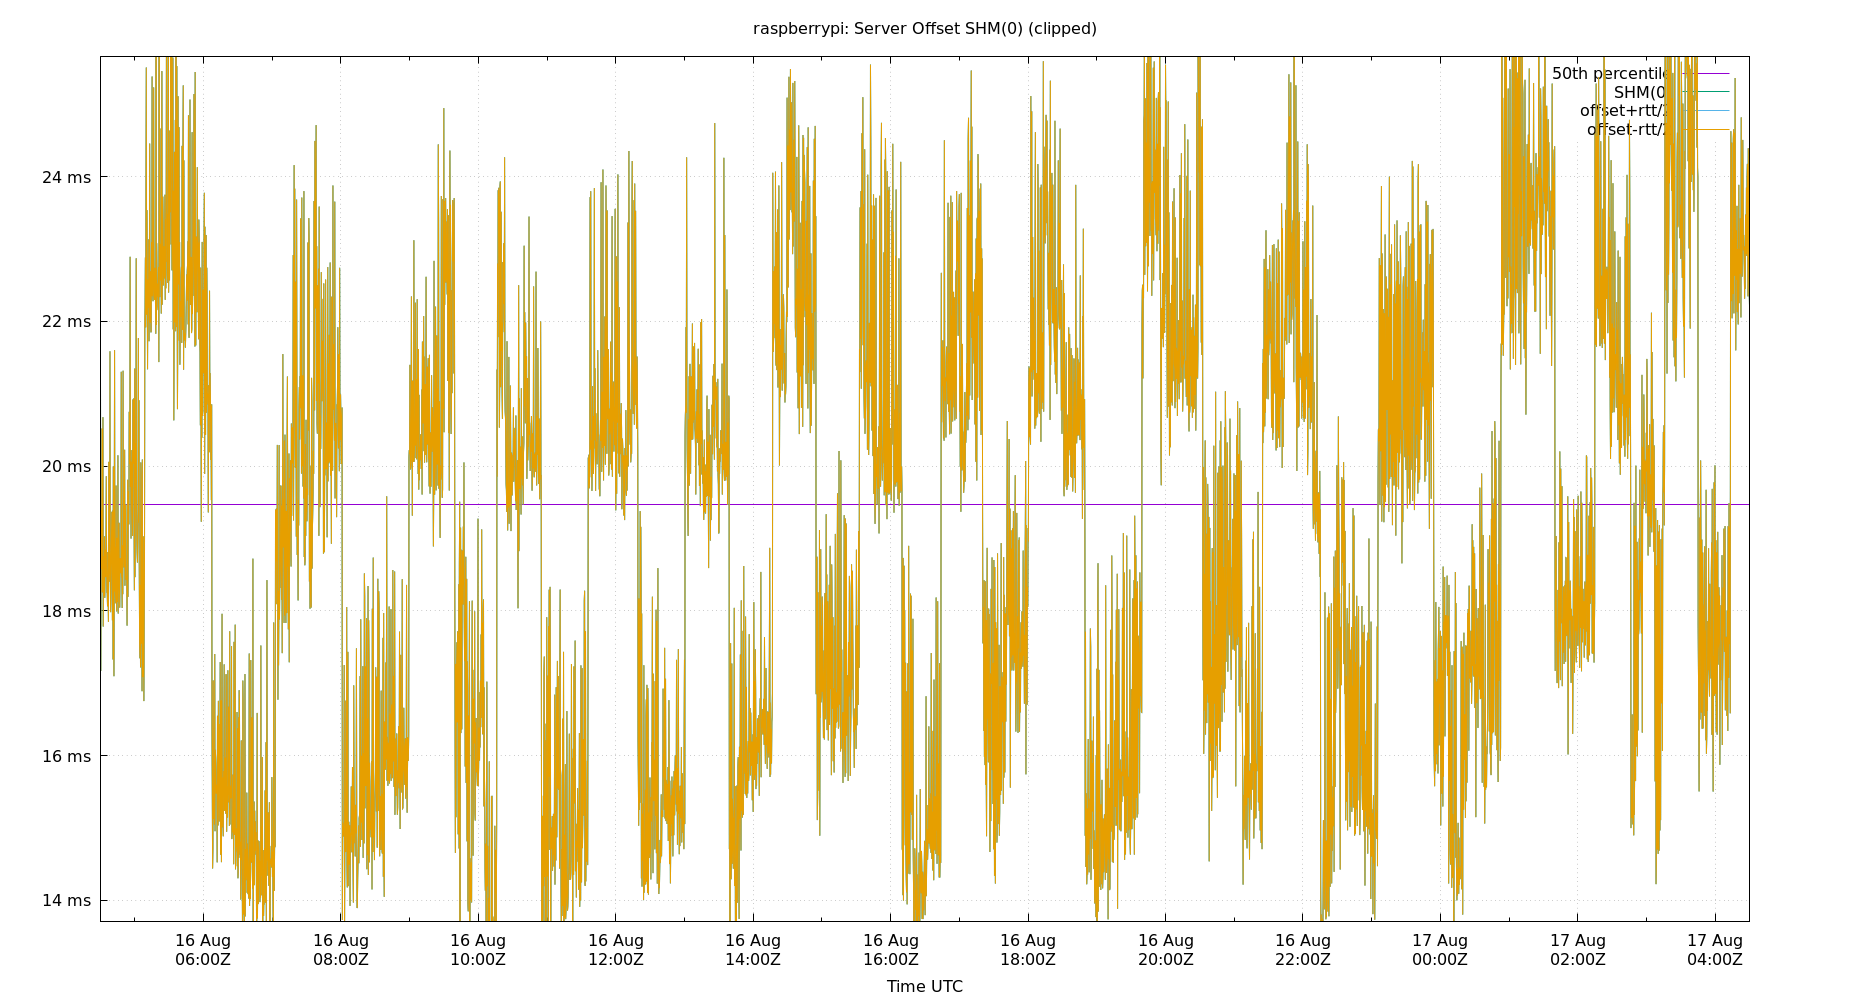 raspberrypi: Server Offset SHM(0) (clipped)
50th percentile
SHM(0
offset+rtt/2
offset-rtt/2
24 ms
22 ms
20 ms
18 ms
16 ms
14 ms
16 Aug 16 Aug 16 Aug 16 Aug 16 Aug 16 Aug 16 Aug 16 Aug 16 Aug 17 Aug 17 Aug 17 Aug
06:00Z 08:00Z 10:00Z 12:00Z 14:00Z 16:00Z 18:00Z 20:00Z 22:00Z 00:00Z 02:00Z 04:00Z
Time UTC